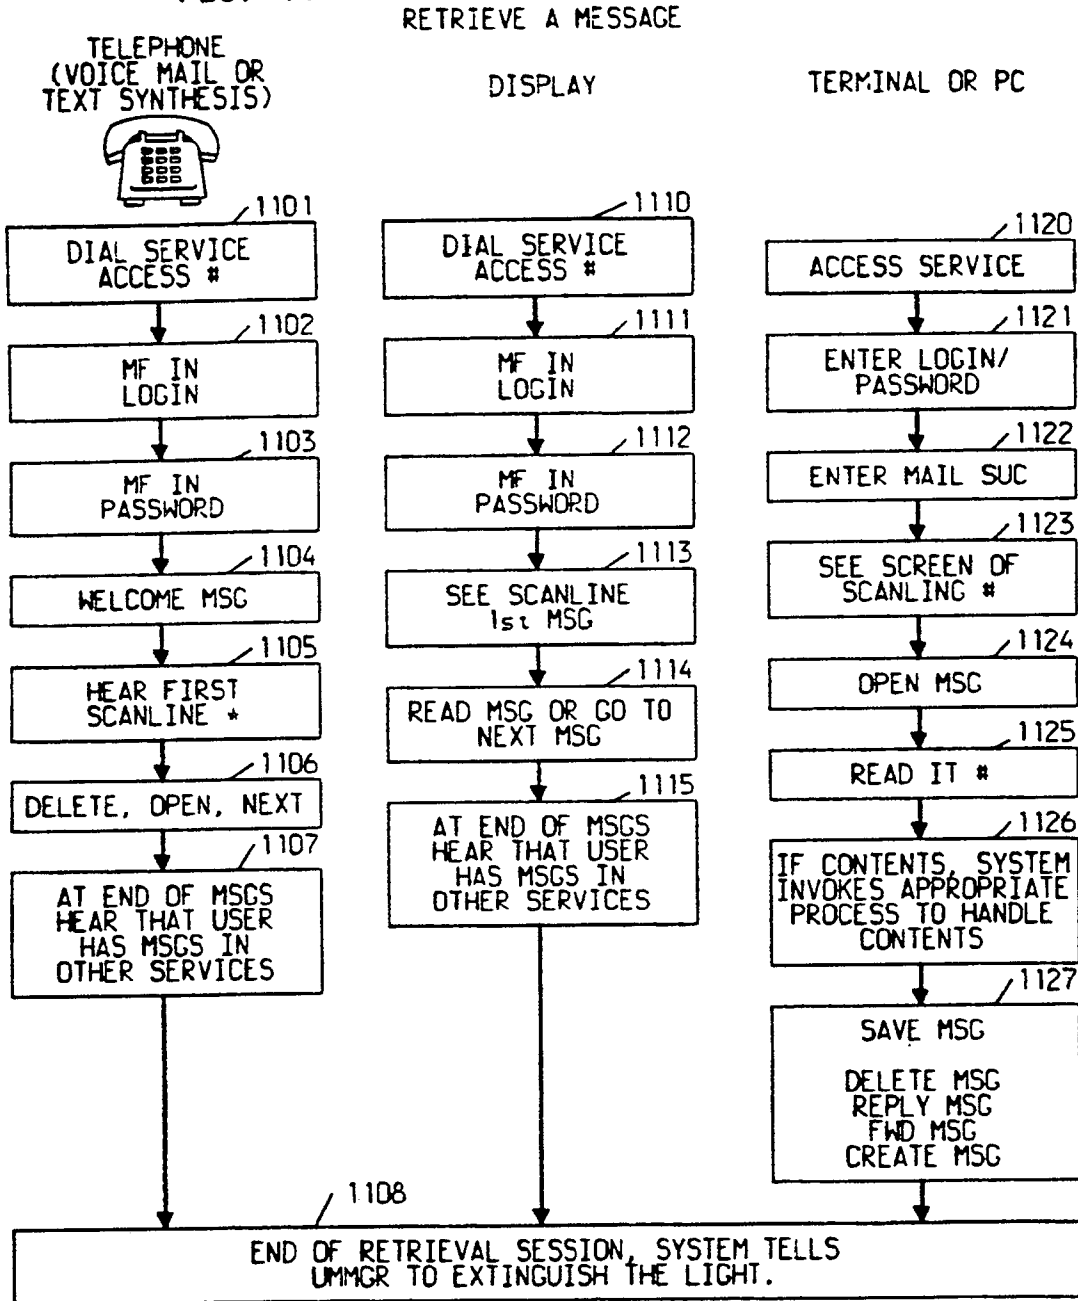 RETRIEVE A MESSAGE
TELEPHONE
(VOICE MAIL OR
TEXT SYNTHESIS)
DISPLAY
TERMINAL OR PC
1101
DIAL SERVICE
ACCESS #
1102
MF IN
LOGIN
1103
MF IN
PASSWORD
1104
WELCOME MSG
1105
HEAR FIRST
SCANLINE *
1106
DELETE, OPEN, NEXT
1107
AT END OF MSGS
HEAR THAT USER
HAS MSGS IN
OTHER SERVICES
1110
DIAL SERVICE
ACCESS #
1111
MF IN
LOGIN
1112
MF IN
PASSWORD
1113
SEE SCANLINE
1st MSG
1114
READ MSG OR GO TO
NEXT MSG
1115
AT END OF MSGS
HEAR THAT USER
HAS MSGS IN
OTHER SERVICES
1120
ACCESS SERVICE
1121
ENTER LOGIN/
PASSWORD
1122
ENTER MAIL SUC
1123
SEE SCREEN OF
SCANLING #
1124
OPEN MSG
1125
READ IT #
1126
IF CONTENTS, SYSTEM
INVOKES APPROPRIATE
PROCESS TO HANDLE
CONTENTS
1127
SAVE MSG
DELETE MSG
REPLY MSG
FWD MSG
CREATE MSG
1108
END OF RETRIEVAL SESSION, SYSTEM TELLS
UMMGR TO EXTINGUISH THE LIGHT.